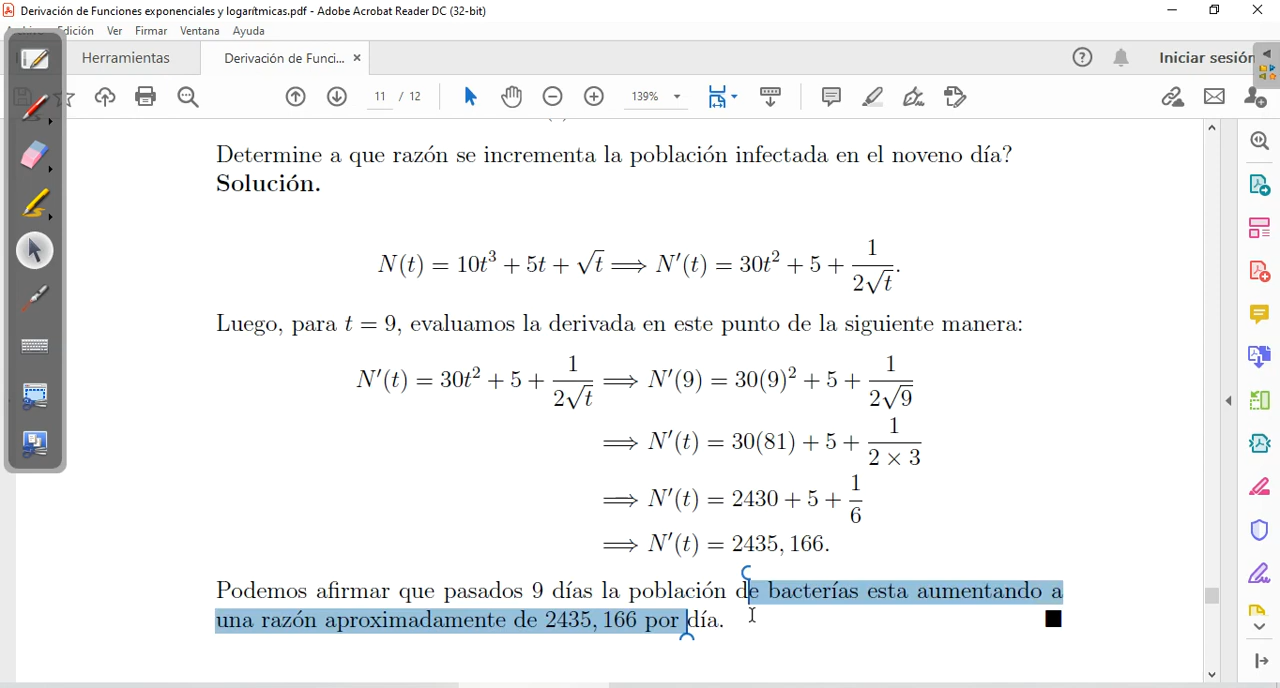 Derivación de Funciones exponenciales y logarítmicas.pdf - Adobe Acrobat Reader DC (32-bit)
Edición Ver Firmar Ventana Ayuda
Herramientas Derivación de Funci... × Iniciar sesión
11 / 12 139%
Determine a que razón se incrementa la población infectada en el noveno día?
Solución.
N(t) = 10t³ + 5t + √t ⟹ N′(t) = 30t² + 5 + 1/(2√t).
Luego, para t = 9, evaluamos la derivada en este punto de la siguiente manera:
N′(t) = 30t² + 5 + 1/(2√t) ⟹ N′(9) = 30(9)² + 5 + 1/(2√9)
⟹ N′(t) = 30(81) + 5 + 1/(2 × 3)
⟹ N′(t) = 2430 + 5 + 1/6
⟹ N′(t) = 2435, 166.
Podemos afirmar que pasados 9 días la población de bacterías esta aumentando a
una razón aproximadamente de 2435, 166 por día.